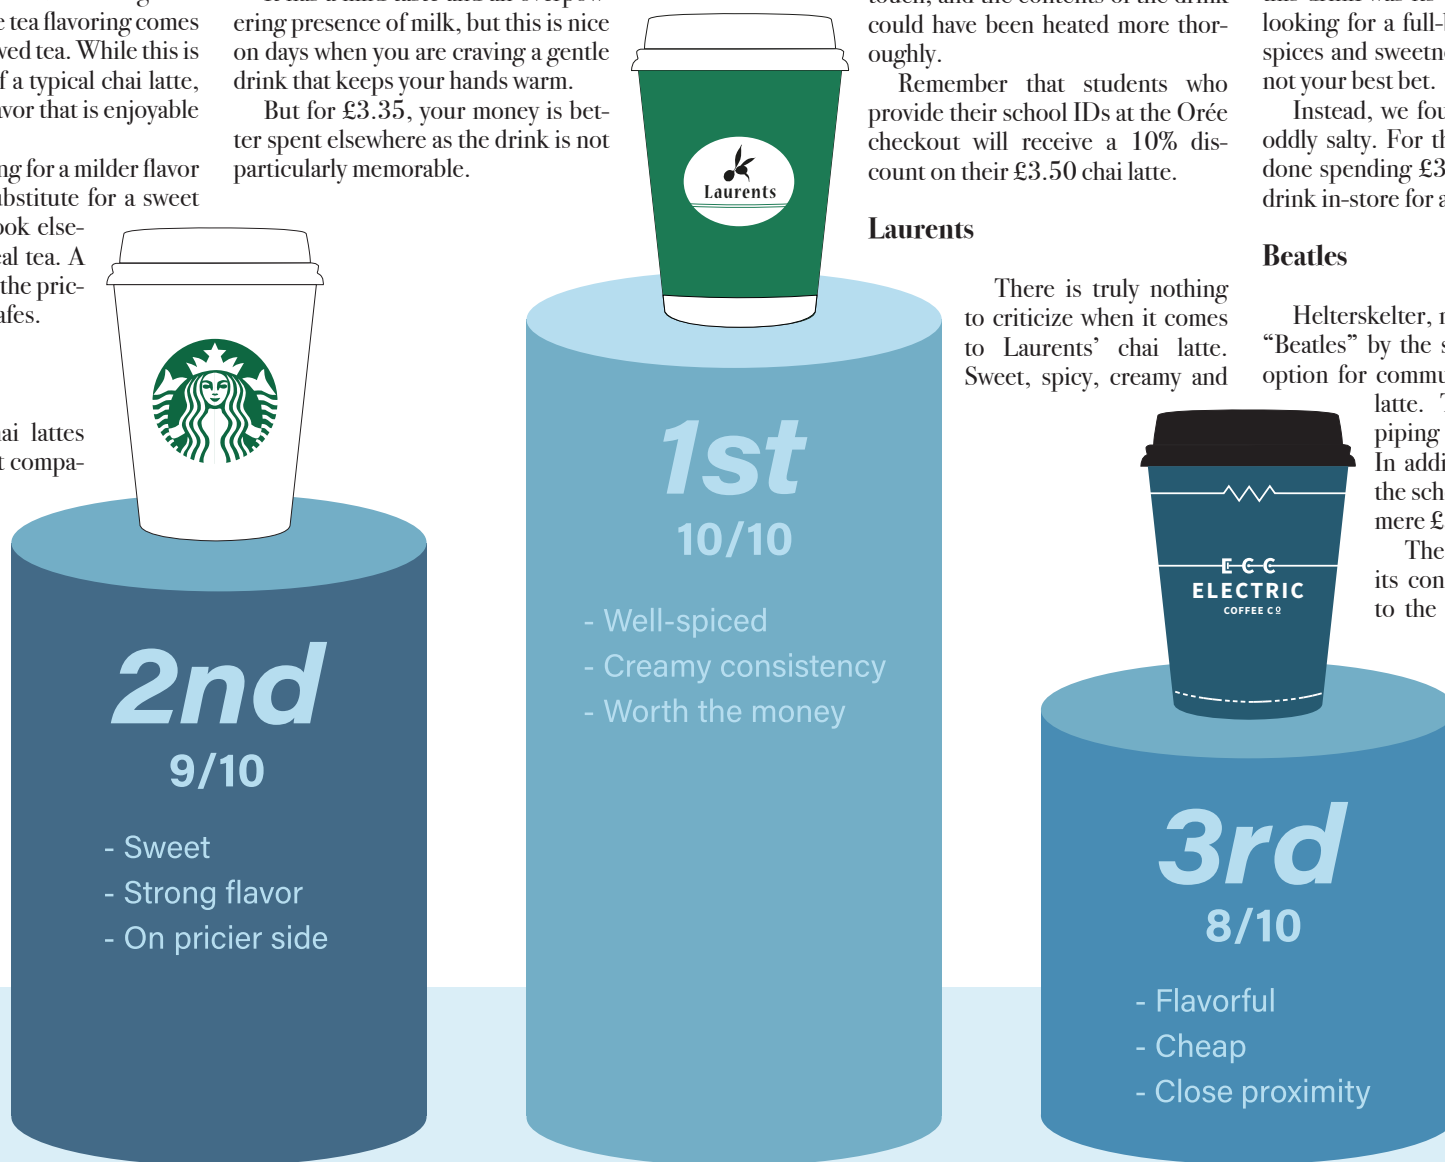 e tea flavoring comes
wed tea. While this is
f a typical chai latte,
vor that is enjoyable
ng for a milder flavor
bstitute for a sweet
ook else-
eal tea. A
the pric-
afes.
ai lattes
t compa-
ering presence of milk, but this is nice
on days when you are craving a gentle
drink that keeps your hands warm.
But for £3.35, your money is bet-
ter spent elsewhere as the drink is not
particularly memorable.
touch, and the contents of the drink
could have been heated more thor-
oughly.
Remember that students who
provide their school IDs at the Orée
checkout will receive a 10% dis-
count on their £3.50 chai latte.
Laurents
There is truly nothing
to criticize when it comes
to Laurents’ chai latte.
Sweet, spicy, creamy and
looking for a full-
spices and sweetn
not your best bet.
Instead, we fou
oddly salty. For th
done spending £3
drink in-store for a
Beatles
Helterskelter,
“Beatles” by the s
option for commu
latte.
piping
In addi
the sch
mere £
The
its con
to the
Laurents
1st
10/10
- Well-spiced
- Creamy consistency
- Worth the money
2nd
9/10
- Sweet
- Strong flavor
- On pricier side
ECC
ELECTRIC
COFFEE Cº
3rd
8/10
- Flavorful
- Cheap
- Close proximity